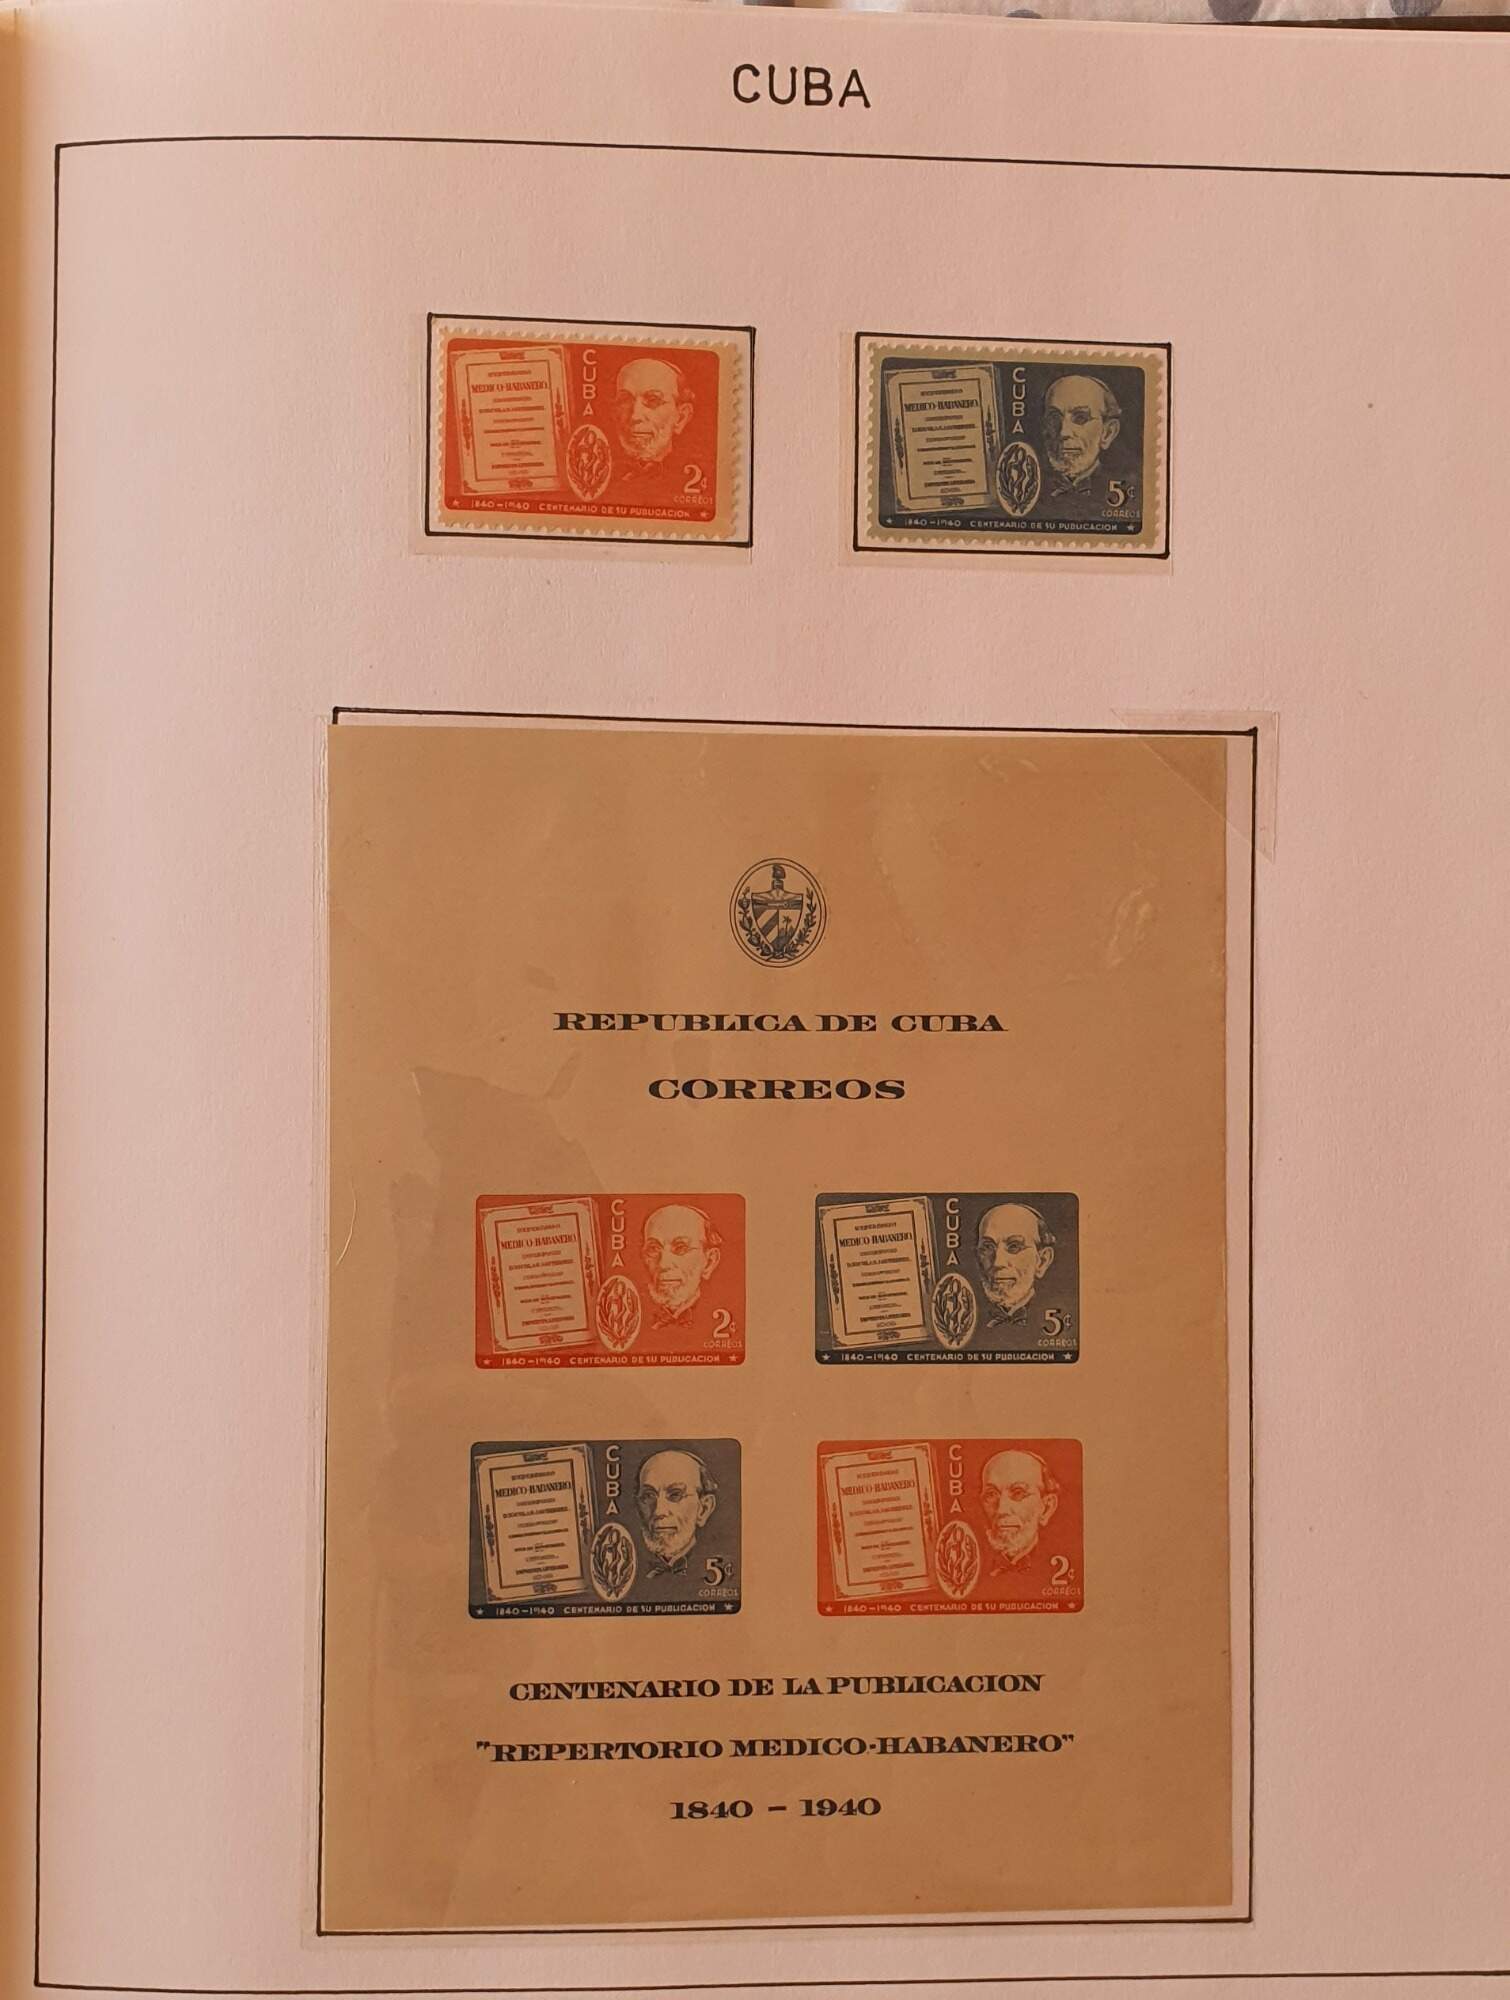 CUBA
MEDICO-HABANERO
CUBA
2¢
CORREOS
1840-1940 CENTENARIO DE SU PUBLICACION
MEDICO-HABANERO
CUBA
5¢
CORREOS
1840-1940 CENTENARIO DE SU PUBLICACION
REPUBLICA DE CUBA
CORREOS
REPERTORIO
MEDICO-HABANERO
CUBA
2¢
CORREOS
1840-1940 CENTENARIO DE SU PUBLICACION
REPERTORIO
MEDICO-HABANERO
CUBA
5¢
CORREOS
1840-1940 CENTENARIO DE SU PUBLICACION
REPERTORIO
MEDICO-HABANERO
CUBA
5¢
CORREOS
1840-1940 CENTENARIO DE SU PUBLICACION
REPERTORIO
MEDICO-HABANERO
CUBA
2¢
CORREOS
1840-1940 CENTENARIO DE SU PUBLICACION
CENTENARIO DE LA PUBLICACION
"REPERTORIO MEDICO-HABANERO"
1840 - 1940